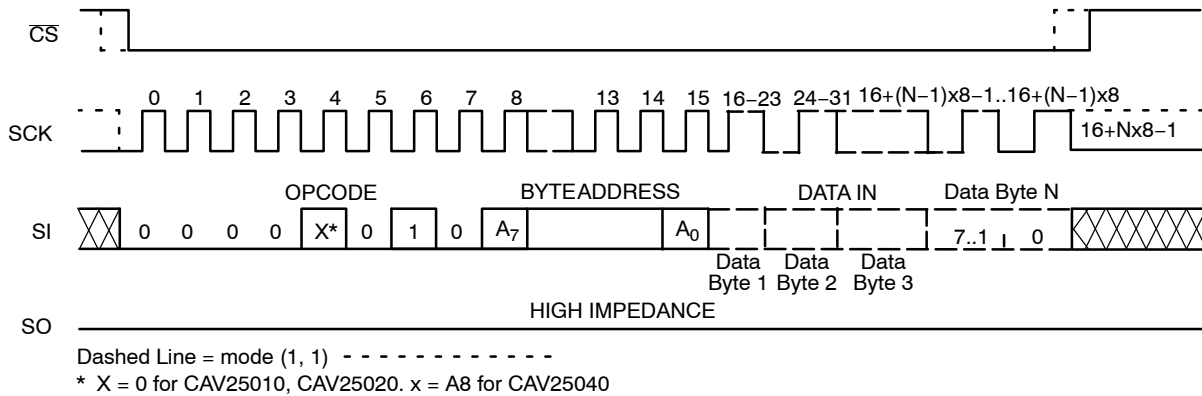 CS
0 1 2 3 4 5 6 7 8 13 14 15 16−23 24−31 16+(N−1)x8−1..16+(N−1)x8
SCK
16+Nx8−1
OPCODE BYTEADDRESS DATA IN Data Byte N
SI 0 0 0 0 X* 0 1 0 A7 A0 7..1 0
Data Byte 1 Data Byte 2 Data Byte 3
HIGH IMPEDANCE
SO
Dashed Line = mode (1, 1) - - - - - - - - - - - -
* X = 0 for CAV25010, CAV25020. x = A8 for CAV25040